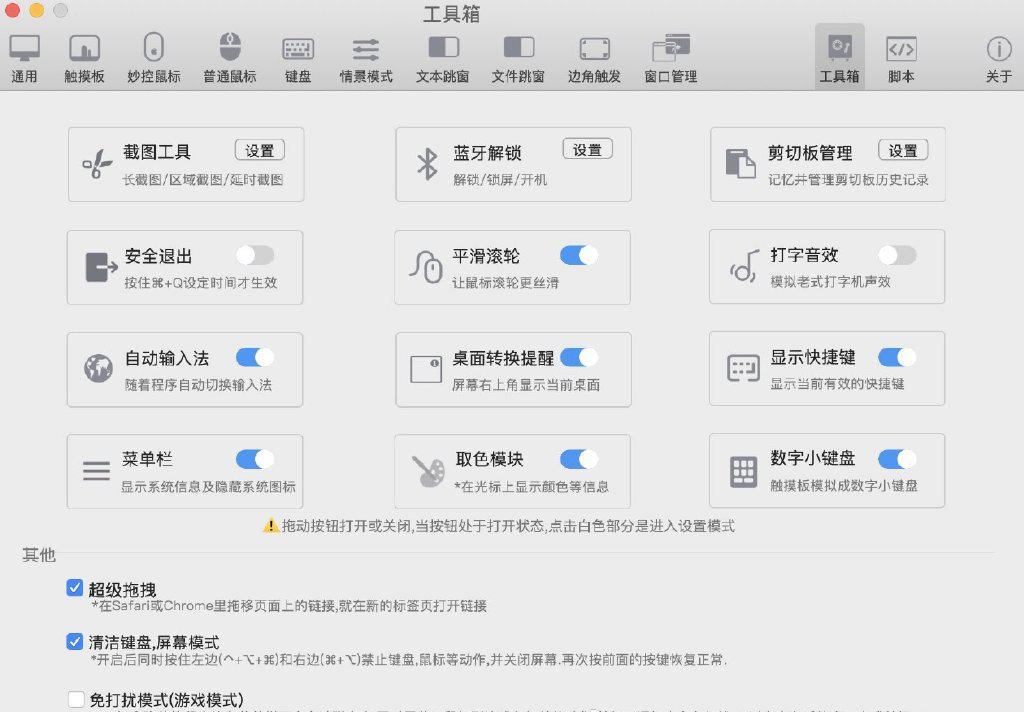 工具箱
通用 触摸板 妙控鼠标 普通鼠标 键盘 情景模式 文本跳窗 文件跳窗 边角触发 窗口管理 工具箱 脚本 关于
截图工具 设置
长截图/区域截图/延时截图
蓝牙解锁 设置
解锁/锁屏/开机
剪切板管理 设置
记忆并管理剪切板历史记录
安全退出
按住⌘+Q设定时间才生效
平滑滚轮
让鼠标滚轮更丝滑
打字音效
模拟老式打字机声效
自动输入法
随着程序自动切换输入法
桌面转换提醒
屏幕右上角显示当前桌面
显示快捷键
显示当前有效的快捷键
菜单栏
显示系统信息及隐藏系统图标
取色模块
*在光标上显示颜色等信息
数字小键盘
触摸板模拟成数字小键盘
⚠️拖动按钮打开或关闭,当按钮处于打开状态,点击白色部分是进入设置模式
其他
超级拖拽
*在Safari或Chrome里拖移页面上的链接,就在新的标签页打开链接
清洁键盘,屏幕模式
*开启后同时按住左边(⌃+⌥+⌘)和右边(⌘+⌥)禁止键盘,鼠标等动作,并关闭屏幕.再次按前面的按键恢复正常.
免打扰模式(游戏模式)